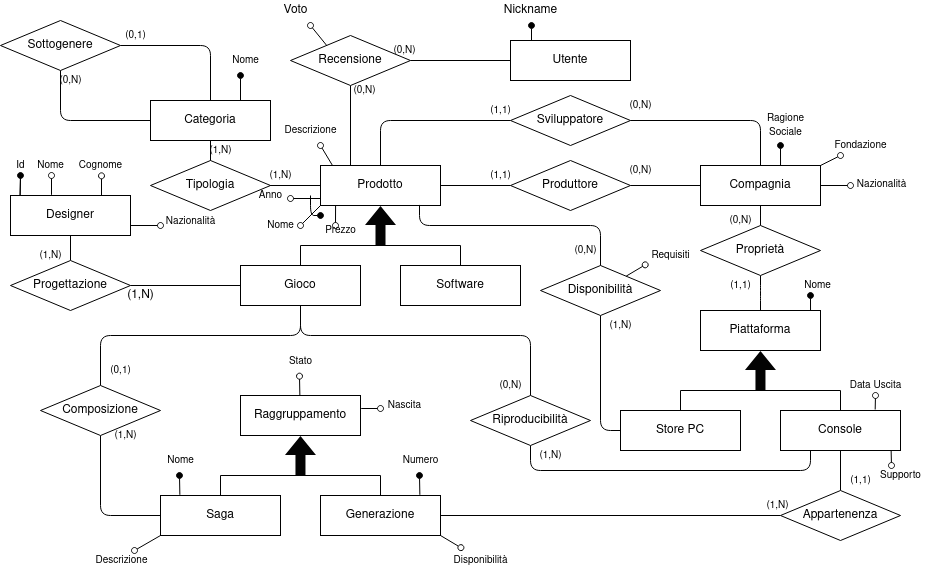 Voto
Nickname
Sottogenere
(0,1)
Recensione
(0,N)
Utente
Nome
(0,N)
(0,N)
Categoria
(1,1)
Sviluppatore
(0,N)
Ragione
Sociale
Descrizione
Fondazione
(1,N)
Id
Nome
Cognome
Tipologia
(1,N)
Prodotto
(1,1)
Produttore
(0,N)
Compagnia
Nazionalità
Anno
Designer
Nazionalità
Nome
Prezzo
(0,N)
(1,N)
(0,N)
Proprietà
Requisiti
Progettazione
(1,N)
Gioco
Software
Disponibilità
(1,1)
Nome
(1,N)
Piattaforma
Stato
(0,1)
(0,N)
Data Uscita
Composizione
Raggruppamento
Nascita
Riproducibilità
Store PC
Console
(1,N)
(1,N)
Nome
Numero
Supporto
(1,1)
(1,N)
Saga
Generazione
Appartenenza
Descrizione
Disponibilità